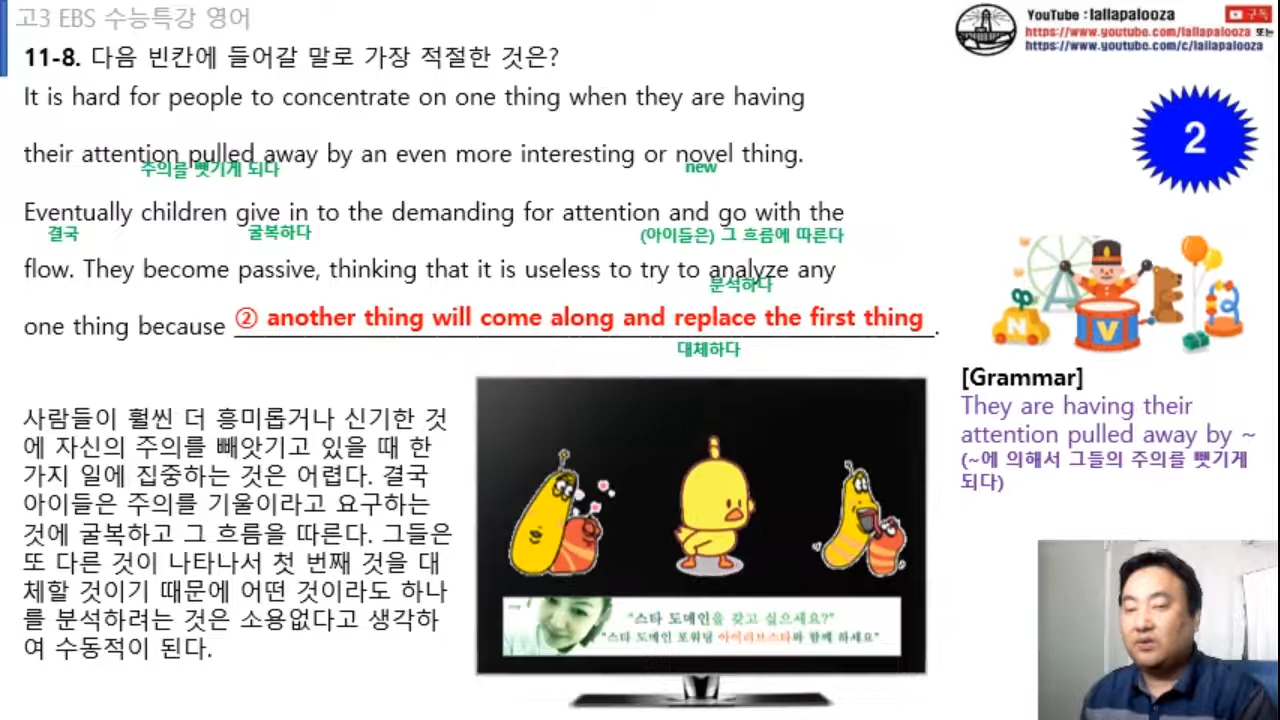 고3 EBS 수능특강 영어
YouTube : lallapalooza
구독
https://www.youtube.com/lallapalooza 또는
https://www.youtube.com/c/lallapalooza
11-8. 다음 빈칸에 들어갈 말로 가장 적절한 것은?
It is hard for people to concentrate on one thing when they are having
their attention pulled away by an even more interesting or novel thing.
주의를 뺏기게 되다
new
2
Eventually children give in to the demanding for attention and go with the
결국
굴복하다
(아이들은) 그 흐름에 따른다
flow. They become passive, thinking that it is useless to try to analyze any
분석하다
one thing because ② another thing will come along and replace the first thing.
대체하다
N
V
[Grammar]
They are having their
attention pulled away by ~
(~에 의해서 그들의 주의를 뺏기게
되다)
사람들이 훨씬 더 흥미롭거나 신기한 것
에 자신의 주의를 빼앗기고 있을 때 한
가지 일에 집중하는 것은 어렵다. 결국
아이들은 주의를 기울이라고 요구하는
것에 굴복하고 그 흐름을 따른다. 그들은
또 다른 것이 나타나서 첫 번째 것을 대
체할 것이기 때문에 어떤 것이라도 하나
를 분석하려는 것은 소용없다고 생각하
여 수동적이 된다.
"스타 도메인을 갖고 싶으세요?"
"스타 도메인 포워딩 아이러브스타와 함께 하세요"